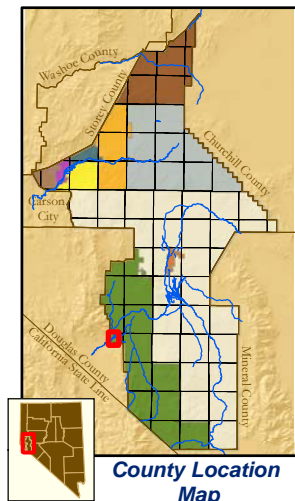 Washoe County
Storey County
Churchill County
Carson
City
Douglas County
California State Line
Mineral County
County Location
Map